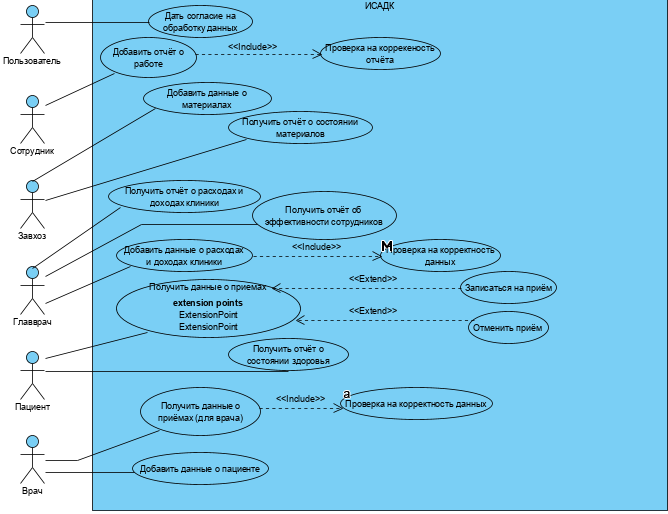 ИСАДК
Дать согласие на
обработку данных
Пользователь
Добавить отчёт о
работе
<<Include>>
Проверка на коррекеность
отчёта
Добавить данные о
материалах
Сотрудник
Получить отчёт о состоянии
материалов
Завхоз
Получить отчёт о расходах и
доходах клиники
Получить отчёт об
эффективности сотрудников
Добавить данные о расходах
и доходах клиники
<<Include>>
М
Проверка на корректность
данных
Главврач
Получить данные о приемах
extension points
ExtensionPoint
ExtensionPoint
<<Extend>>
Записаться на приём
<<Extend>>
Отменить приём
Получить отчёт о
состоянии здоровья
Пациент
Получить данные о
приёмах (для врача)
<<Include>>
а
Проверка на корректность данных
Добавить данные о пациенте
Врач